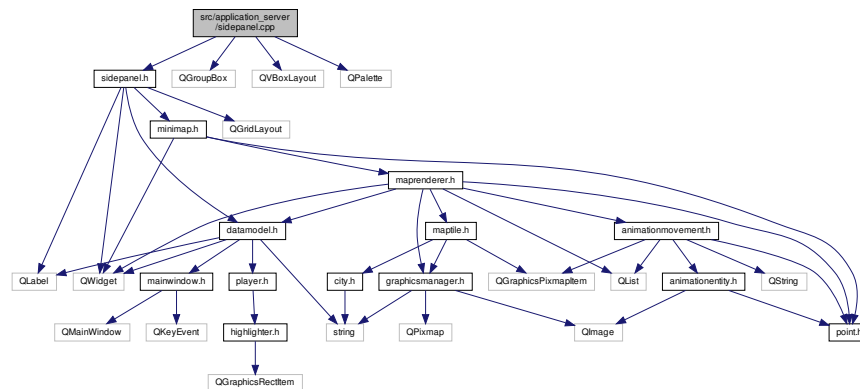 src/application_server
/sidepanel.cpp
sidepanel.h
QGroupBox
QVBoxLayout
QPalette
minimap.h
QGridLayout
maprenderer.h
datamodel.h
maptile.h
animationmovement.h
QLabel
QWidget
mainwindow.h
player.h
city.h
graphicsmanager.h
QGraphicsPixmapItem
QList
animationentity.h
QString
QMainWindow
QKeyEvent
highlighter.h
string
QPixmap
QImage
point.h
QGraphicsRectItem